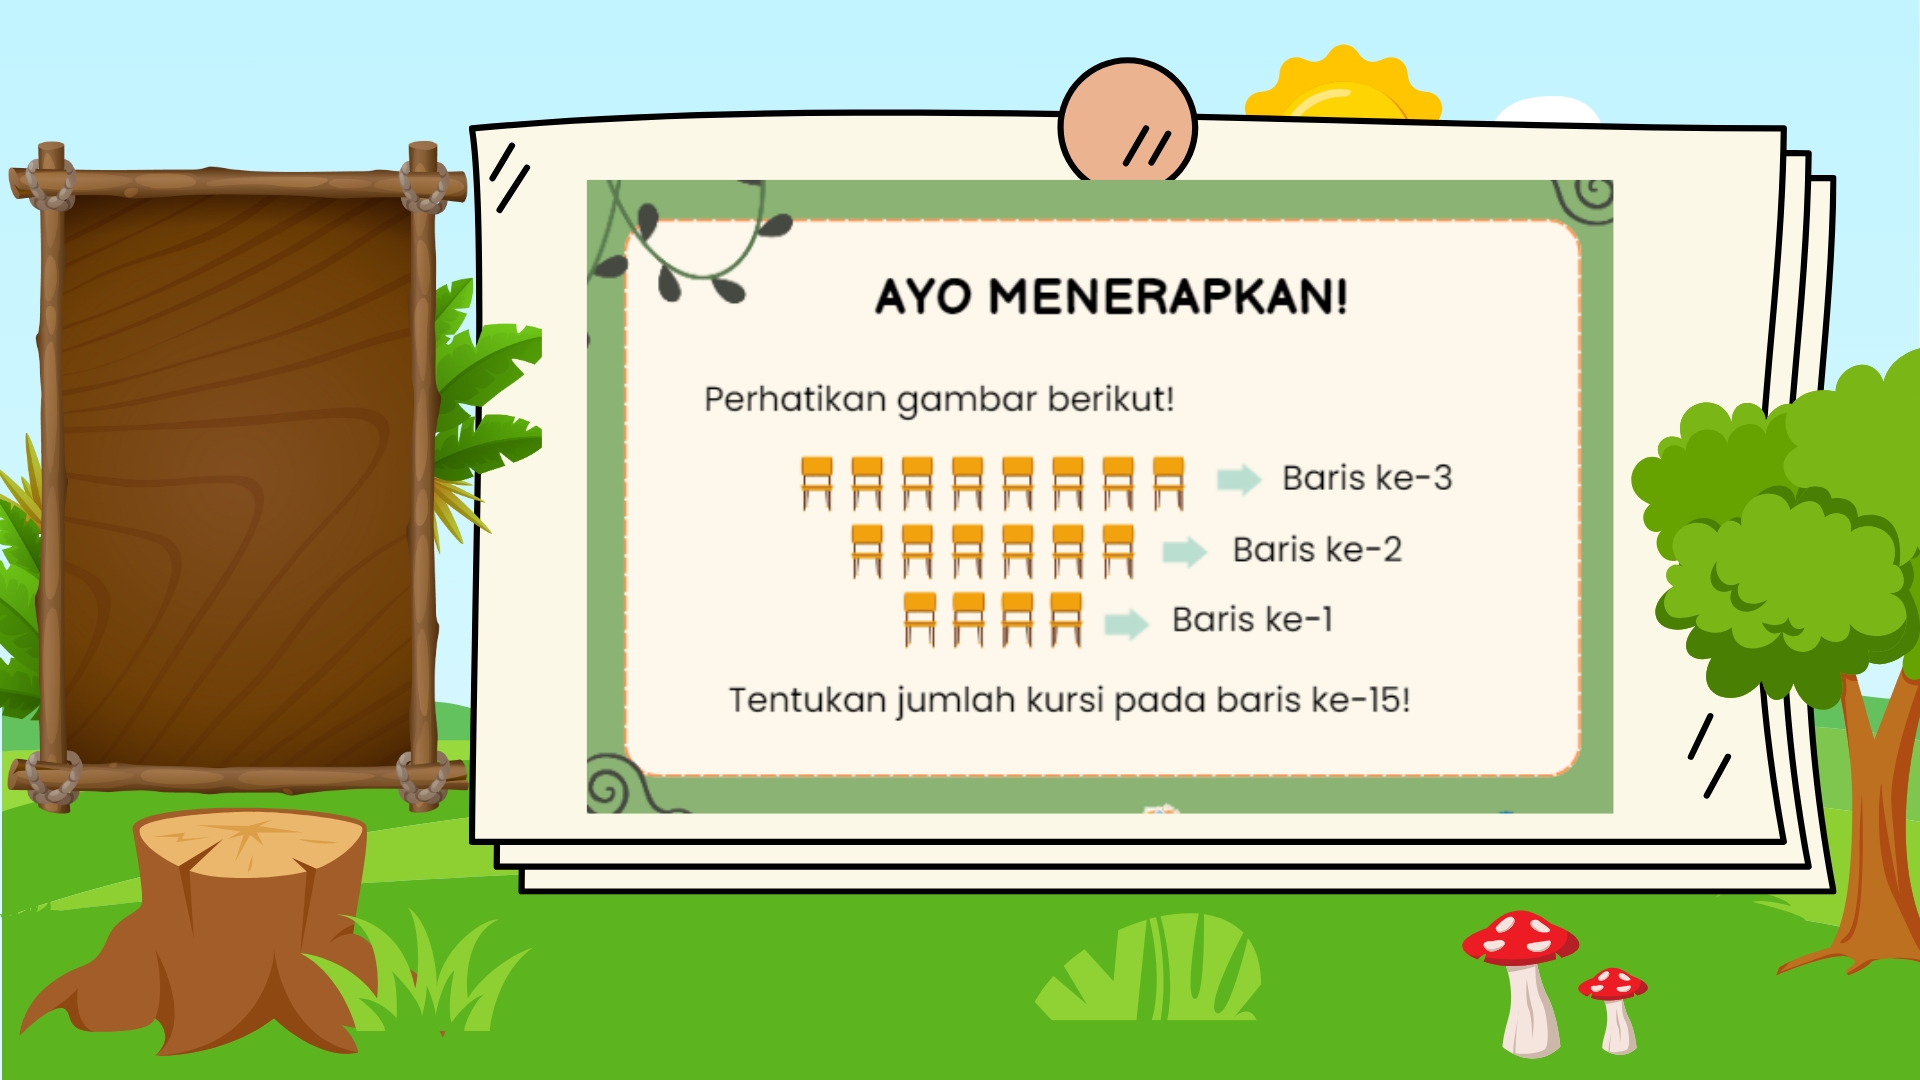 AYO MENERAPKAN!
Perhatikan gambar berikut!
Baris ke-3
Baris ke-2
Baris ke-1
Tentukan jumlah kursi pada baris ke-15!